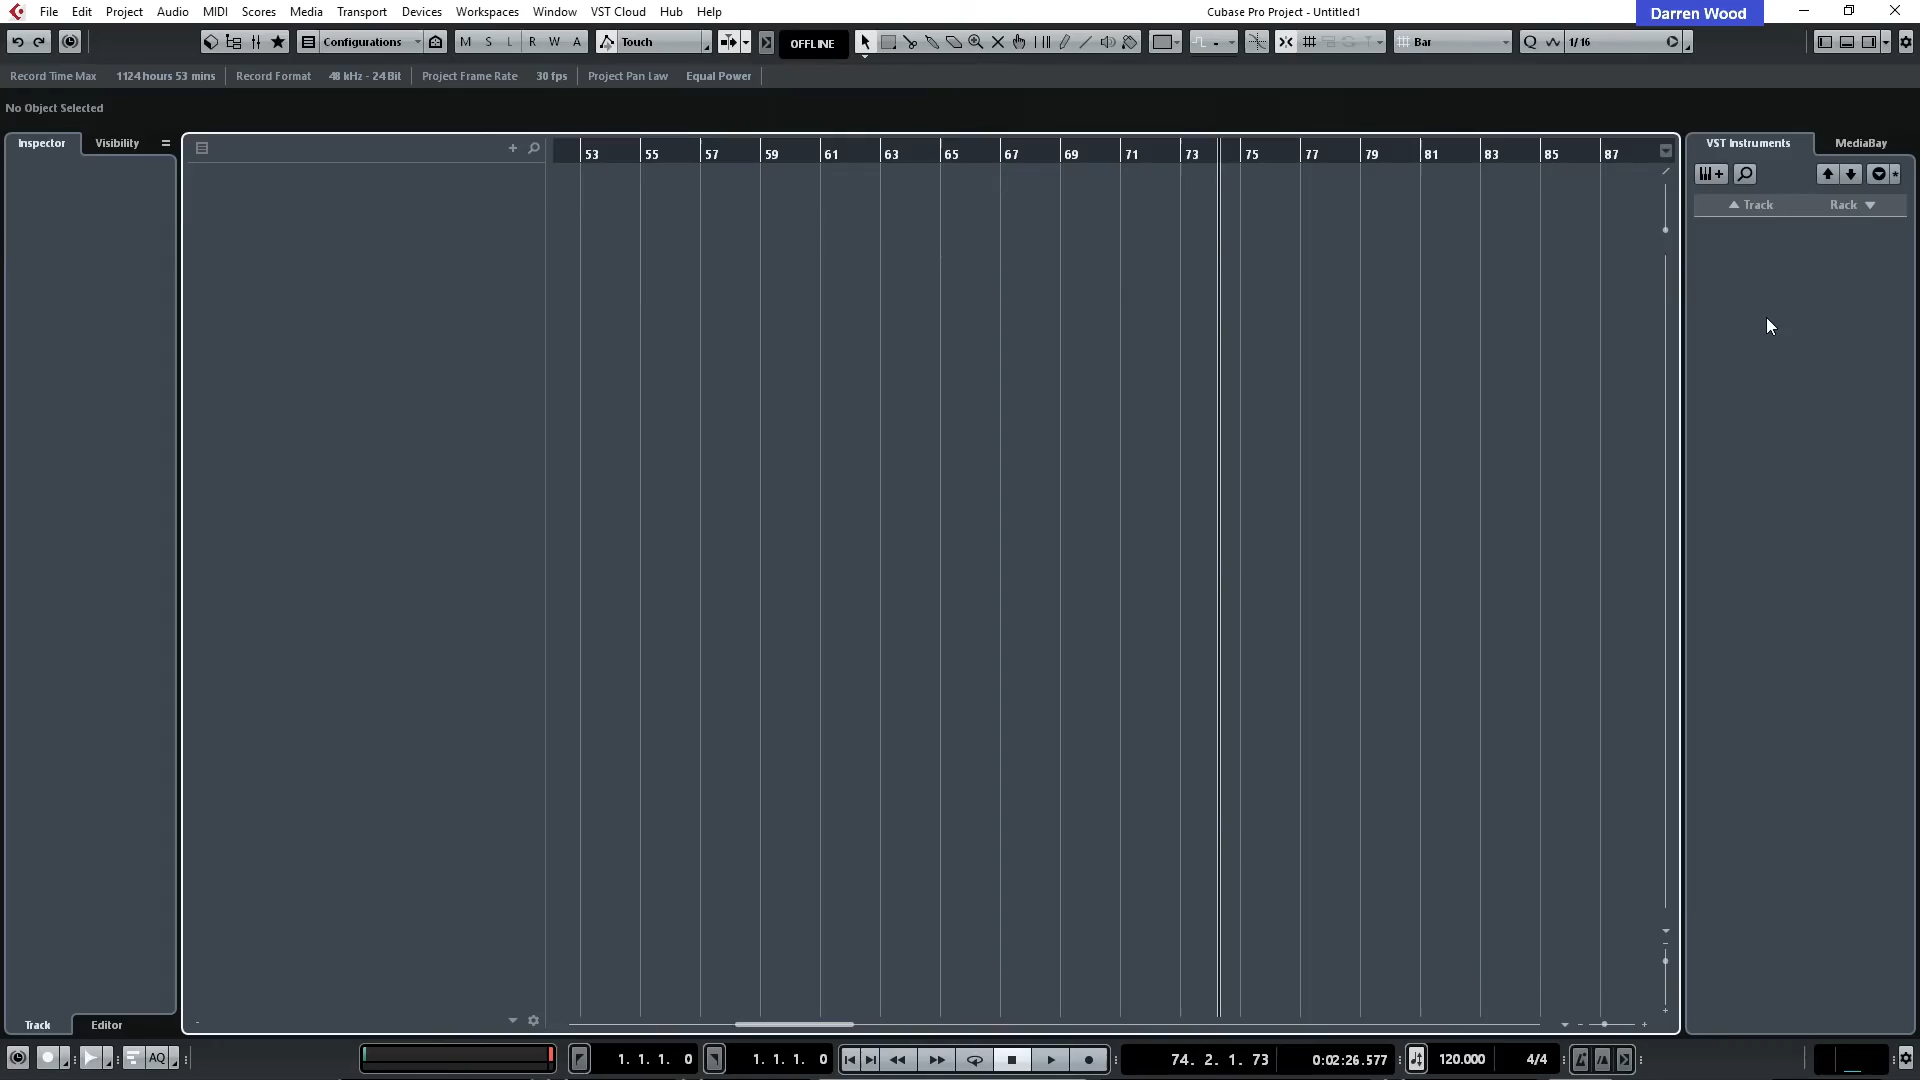 File Edit Project Audio MIDI Scores Media Transport Devices Workspaces Window VST Cloud Hub Help
Cubase Pro Project - Untitled1
Darren Wood
Configurations
M S L R W A
Touch
OFFLINE
Bar
Q
1/16
Record Time Max 1124 hours 53 mins Record Format 48 kHz - 24 Bit Project Frame Rate 30 fps Project Pan Law Equal Power
No Object Selected
Inspector Visibility
53 55 57 59 61 63 65 67 69 71 73 75 77 79 81 83 85 87
VST Instruments MediaBay
Track Rack
Track Editor
AQ
1. 1. 1. 0
1. 1. 1. 0
74. 2. 1. 73
0:02:26.577
120.000
4/4